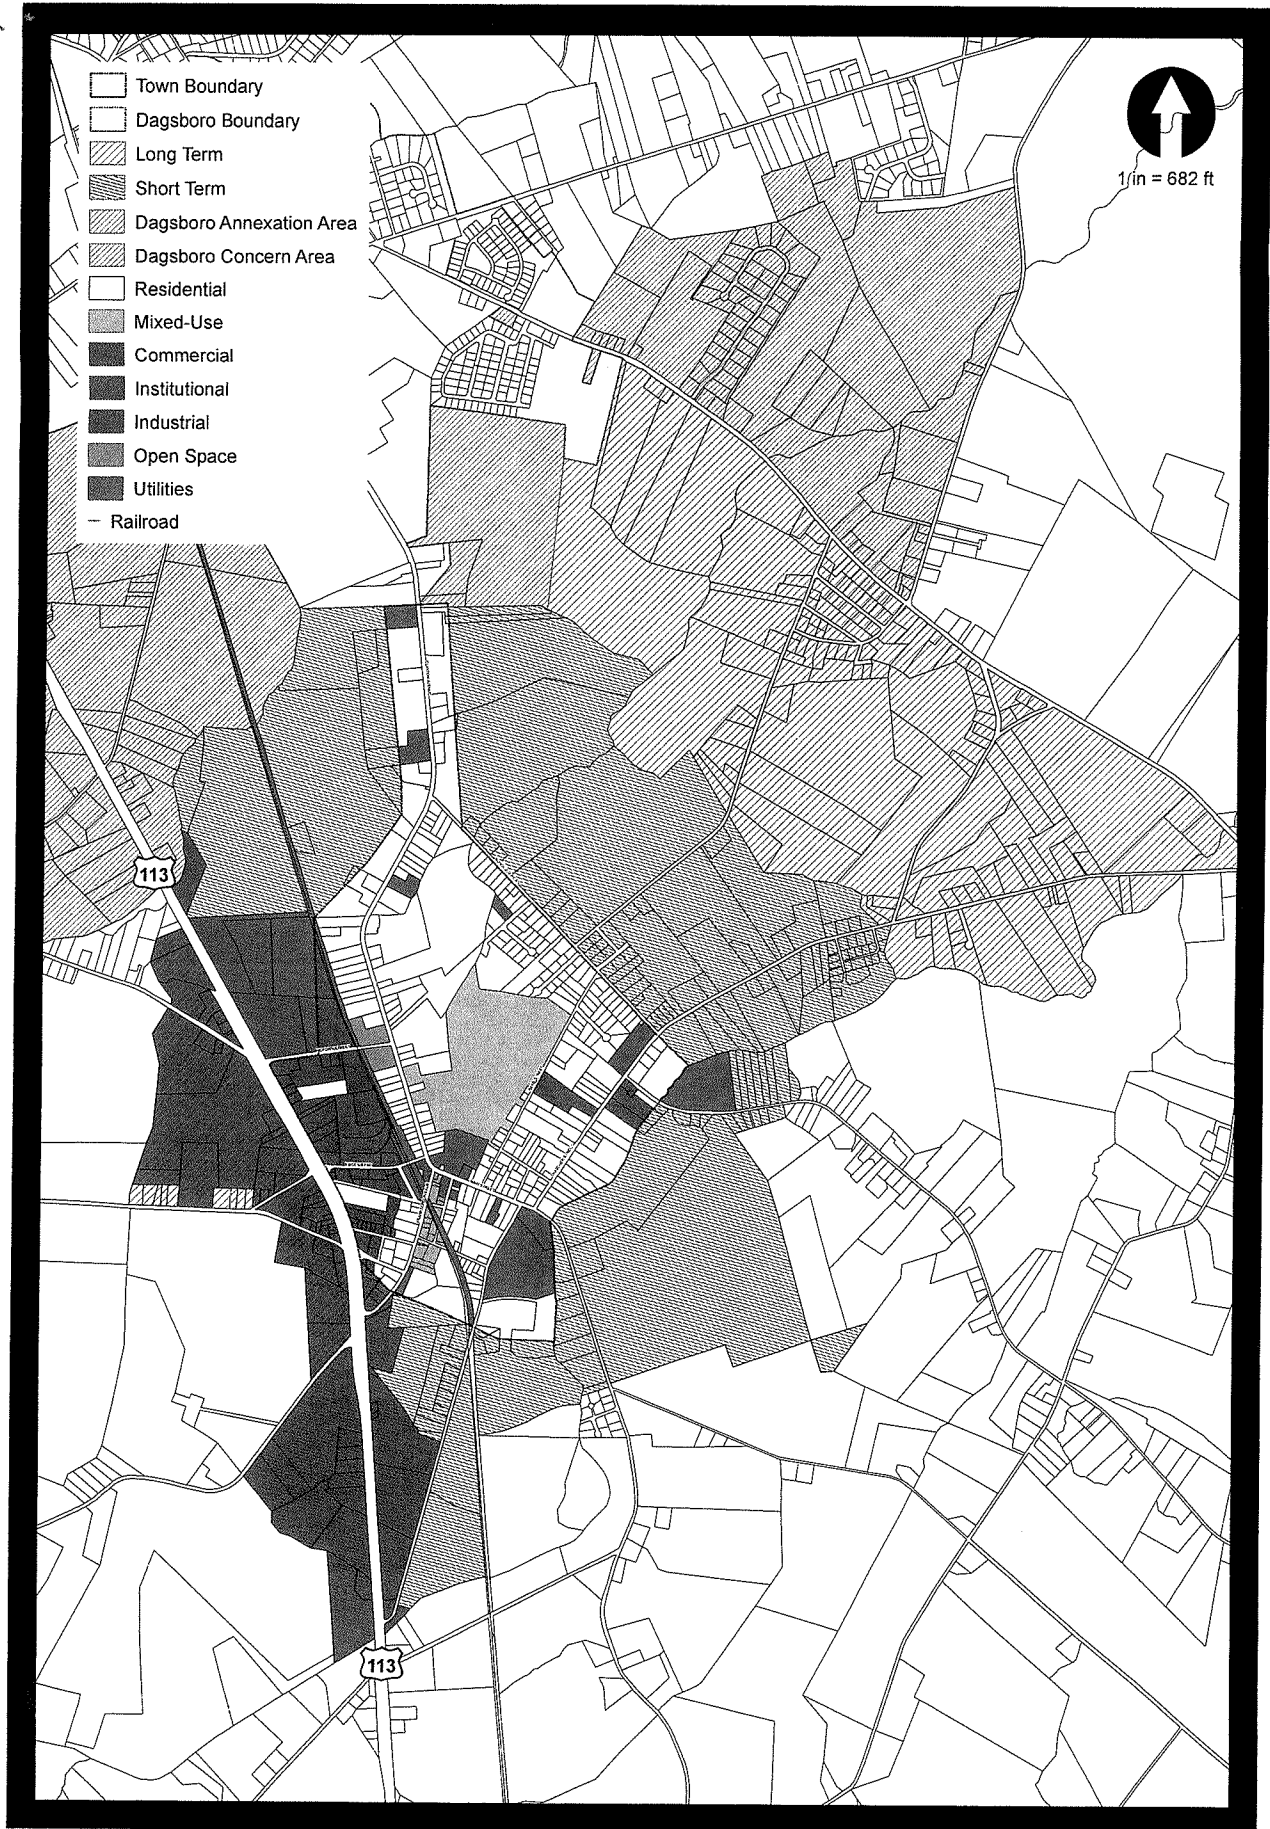 Town Boundary
Dagsboro Boundary
Long Term
Short Term
Dagsboro Annexation Area
Dagsboro Concern Area
Residential
Mixed-Use
Commercial
Institutional
Industrial
Open Space
Utilities
Railroad
1 in = 682 ft
113
113